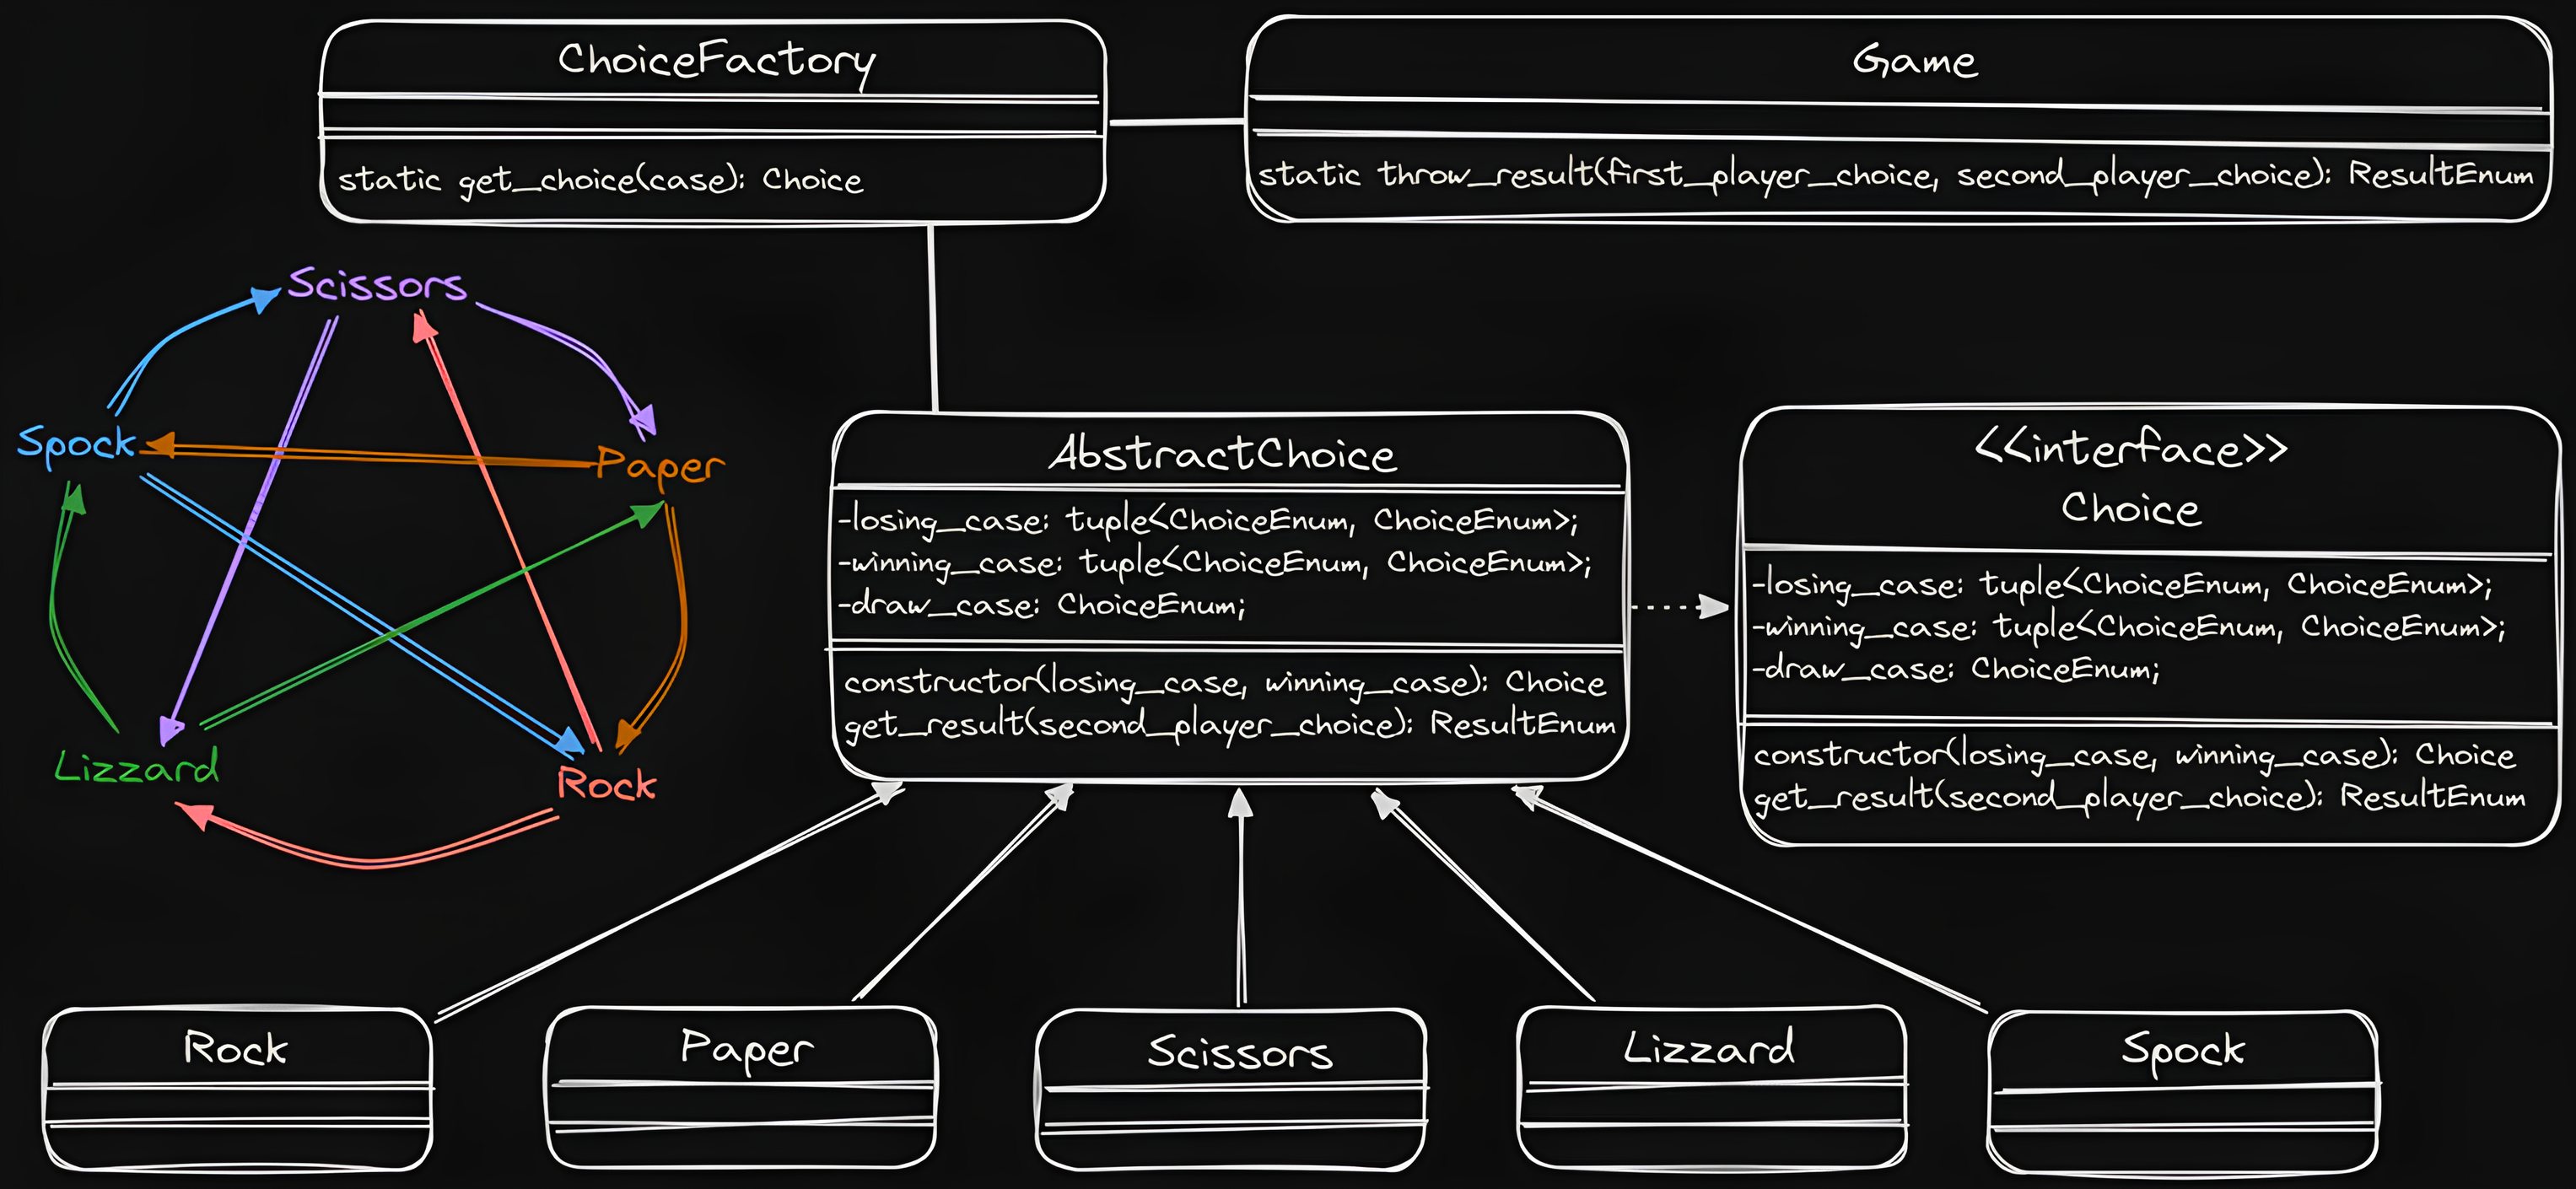 ChoiceFactory
static get_choice(case): Choice
Game
static throw_result(first_player_choice, second_player_choice): ResultEnum
Scissors
Spock
Paper
Lizzard
Rock
AbstractChoice
-losing_case: tuple<ChoiceEnum, ChoiceEnum>;
-winning_case: tuple<ChoiceEnum, ChoiceEnum>;
-draw_case: ChoiceEnum;
constructor(losing_case, winning_case): Choice
get_result(second_player_choice): ResultEnum
<<interface>>
Choice
-losing_case: tuple<ChoiceEnum, ChoiceEnum>;
-winning_case: tuple<ChoiceEnum, ChoiceEnum>;
-draw_case: ChoiceEnum;
constructor(losing_case, winning_case): Choice
get_result(second_player_choice): ResultEnum
Rock
Paper
Scissors
Lizzard
Spock